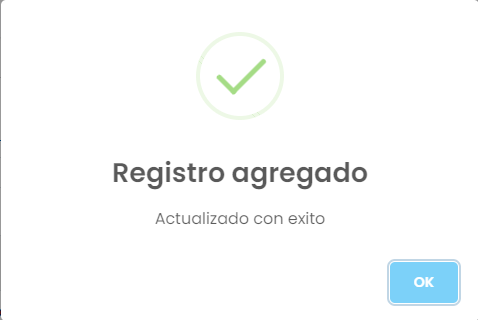 Registro agregado
Actualizado con exito
OK